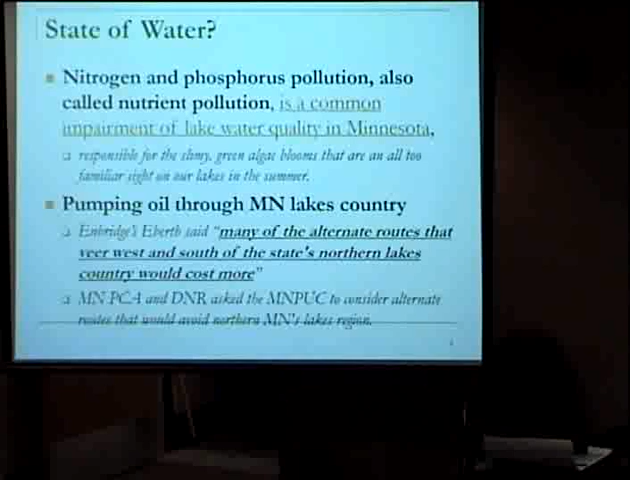 State of Water?
Nitrogen and phosphorus pollution, also
called nutrient pollution, is a common
impairment of lake water quality in Minnesota,
responsible for the slimy, green algae blooms that are an all too
familiar sight on our lakes in the summer.
Pumping oil through MN lakes country
Enbridge's Eberth said "many of the alternate routes that
veer west and south of the state's northern lakes
country would cost more"
MN PCA and DNR asked the MNPUC to consider alternate
routes that would avoid northern MN's lakes region.